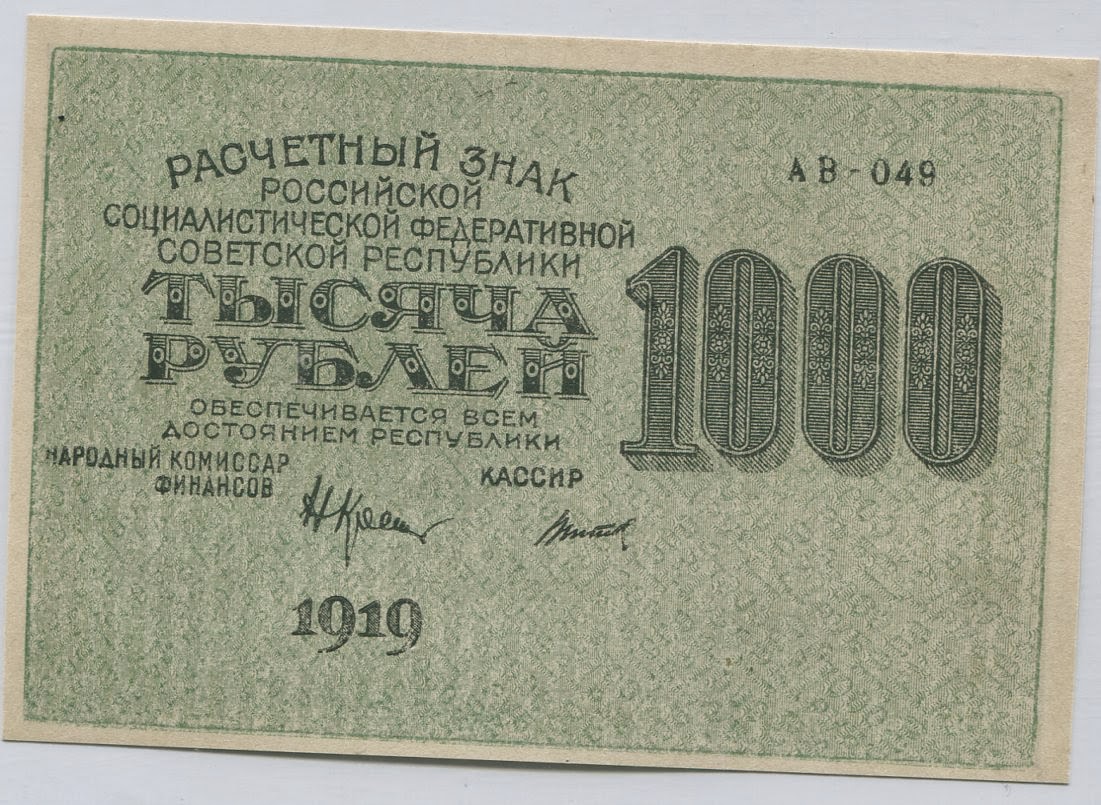 РАСЧЕТНЫЙ ЗНАК
РОССИЙСКОЙ
СОЦИАЛИСТИЧЕСКОЙ ФЕДЕРАТИВНОЙ
СОВЕТСКОЙ РЕСПУБЛИКИ
ТЫСЯЧА
РУБЛЕЙ
ОБЕСПЕЧИВАЕТСЯ ВСЕМ
ДОСТОЯНИЕМ РЕСПУБЛИКИ
НАРОДНЫЙ КОМИССАР
ФИНАНСОВ
КАССИР
1919
АВ-049
1000